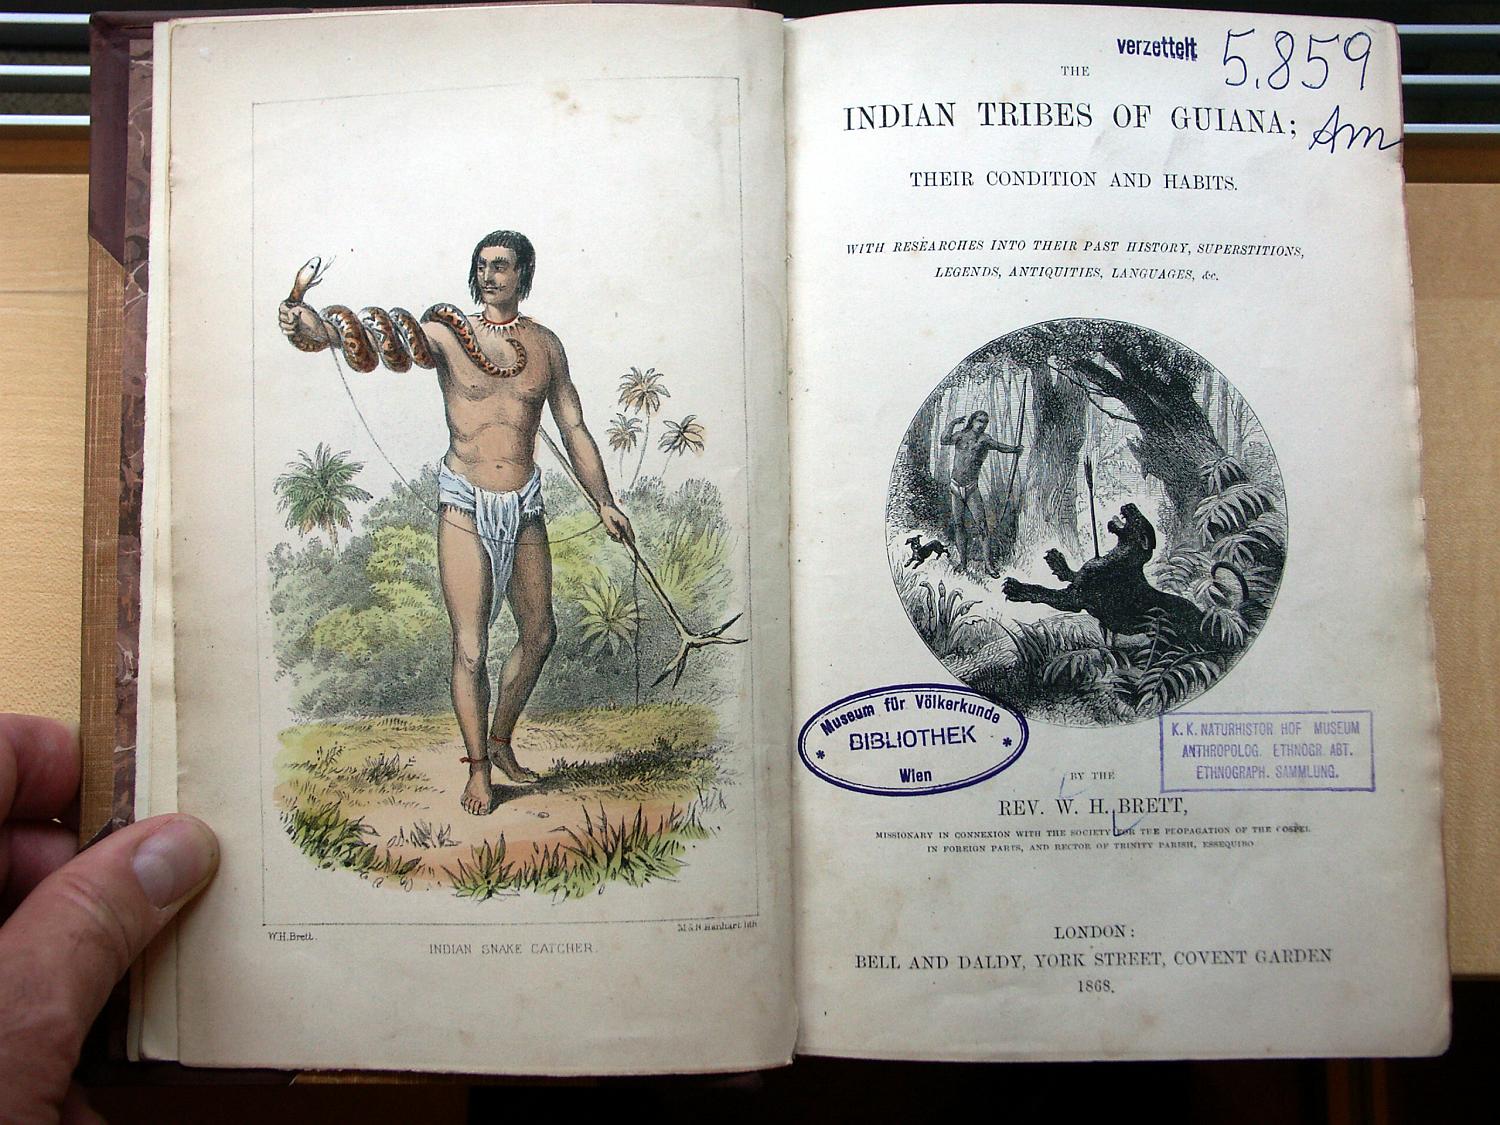 W.H.Brett.
M & N Hanhart lith
INDIAN SNAKE CATCHER.
verzettelt
5.859
Am
THE
INDIAN TRIBES OF GUIANA;
THEIR CONDITION AND HABITS.
WITH RESEARCHES INTO THEIR PAST HISTORY, SUPERSTITIONS,
LEGENDS, ANTIQUITIES, LANGUAGES, &c.
Museum für Völkerkunde
* BIBLIOTHEK *
Wien
K. K. NATURHISTOR HOF MUSEUM
ANTHROPOLOG. ETHNOGR. ABT.
ETHNOGRAPH. SAMMLUNG.
BY THE
REV. W. H. BRETT,
MISSIONARY IN CONNEXION WITH THE SOCIETY FOR THE PROPAGATION OF THE GOSPEL
IN FOREIGN PARTS, AND RECTOR OF TRINITY PARISH, ESSEQUIBO
LONDON:
BELL AND DALDY, YORK STREET, COVENT GARDEN
1868.